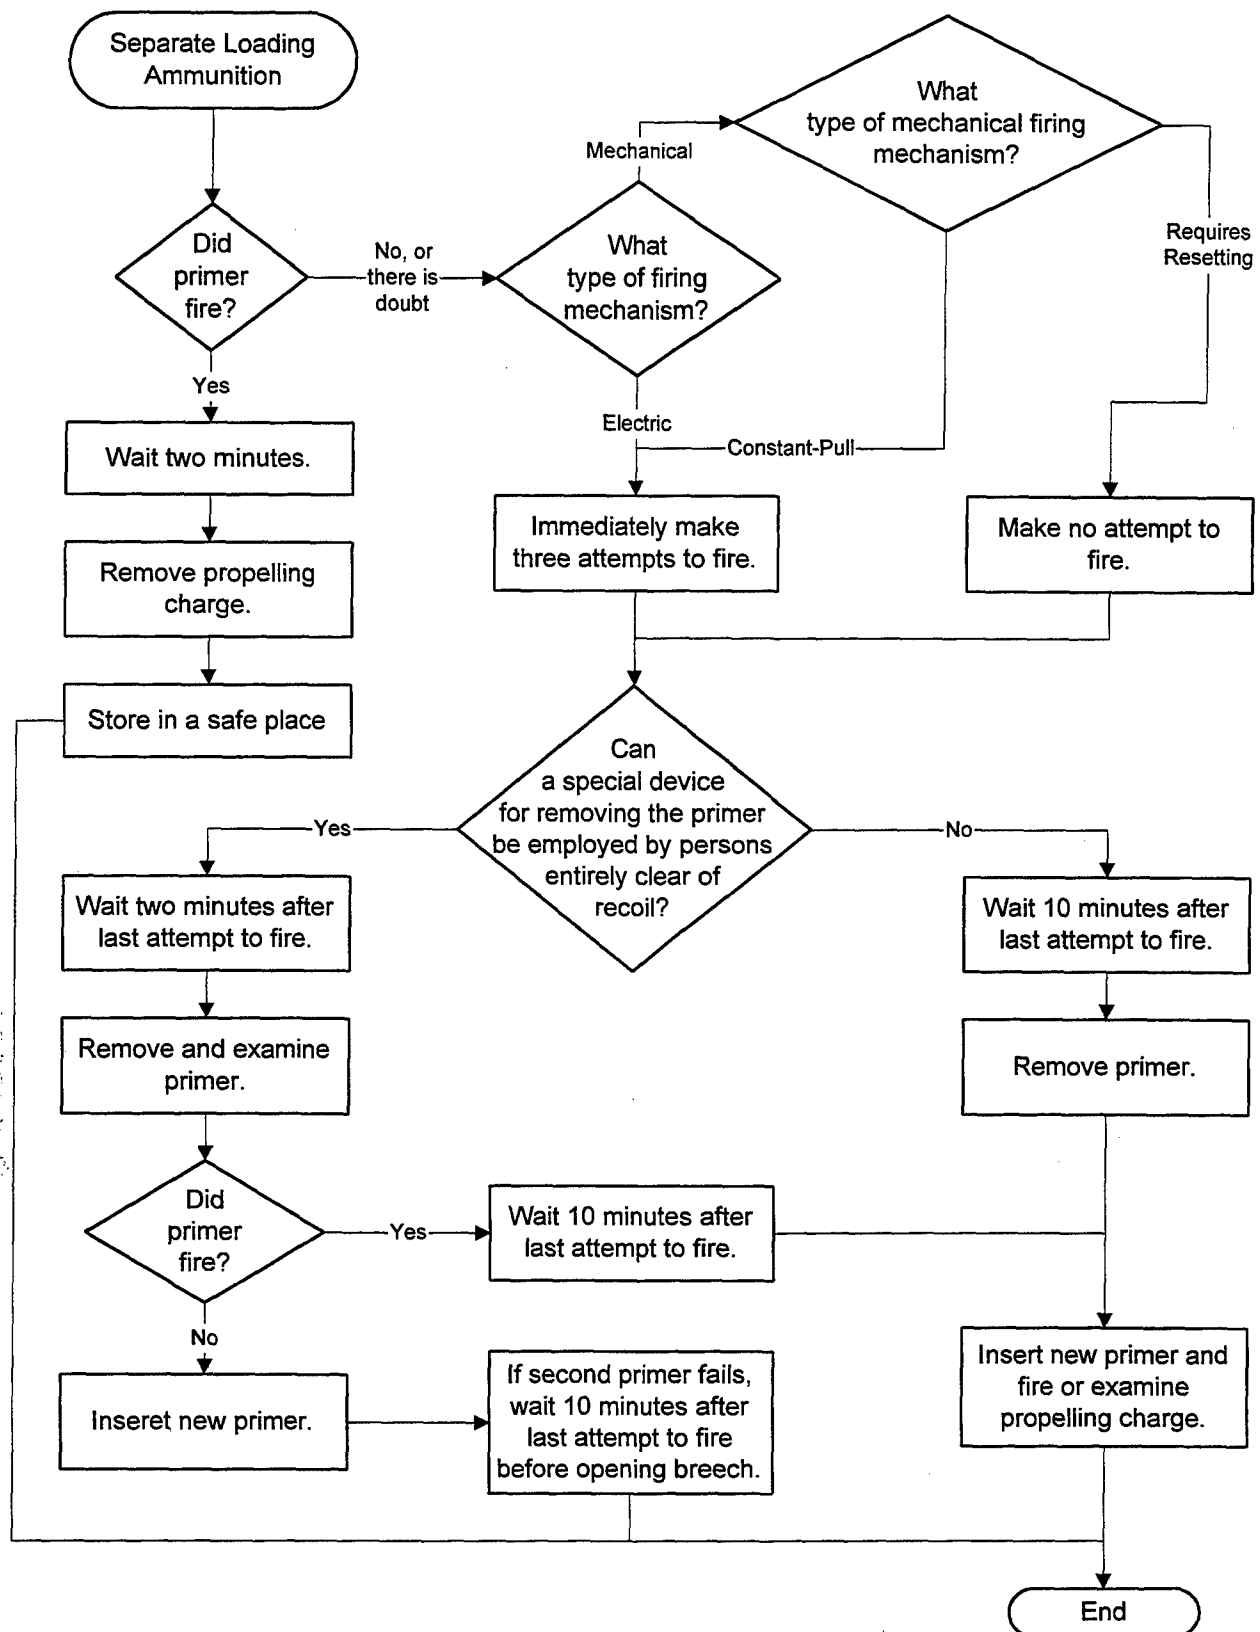 Separate Loading
Ammunition
What
type of mechanical firing
mechanism?
Mechanical
Did
primer
fire?
No, or
there is
doubt
What
type of firing
mechanism?
Requires
Resetting
Yes
Electric
Constant-Pull
Wait two minutes.
Immediately make
three attempts to fire.
Make no attempt to
fire.
Remove propelling
charge.
Store in a safe place
Can
a special device
for removing the primer
be employed by persons
entirely clear of
recoil?
Yes
No
Wait two minutes after
last attempt to fire.
Wait 10 minutes after
last attempt to fire.
Remove and examine
primer.
Remove primer.
Did
primer
fire?
Yes
Wait 10 minutes after
last attempt to fire.
No
Inseret new primer.
If second primer fails,
wait 10 minutes after
last attempt to fire
before opening breech.
Insert new primer and
fire or examine
propelling charge.
End